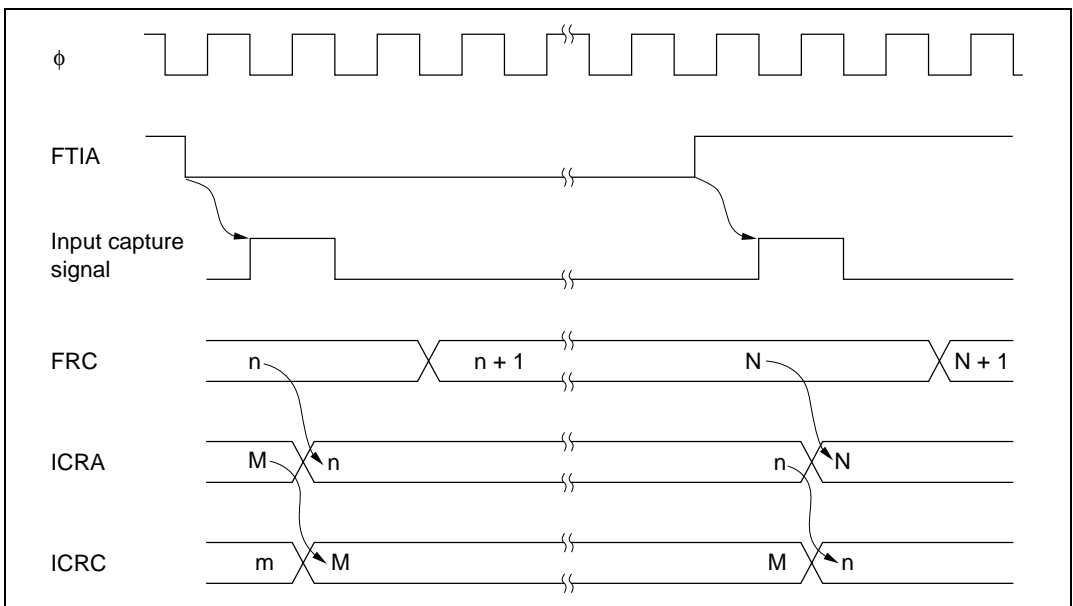 ϕ
FTIA
Input capture
signal
FRC n n + 1 N N + 1
ICRA M n n N
ICRC m M M n